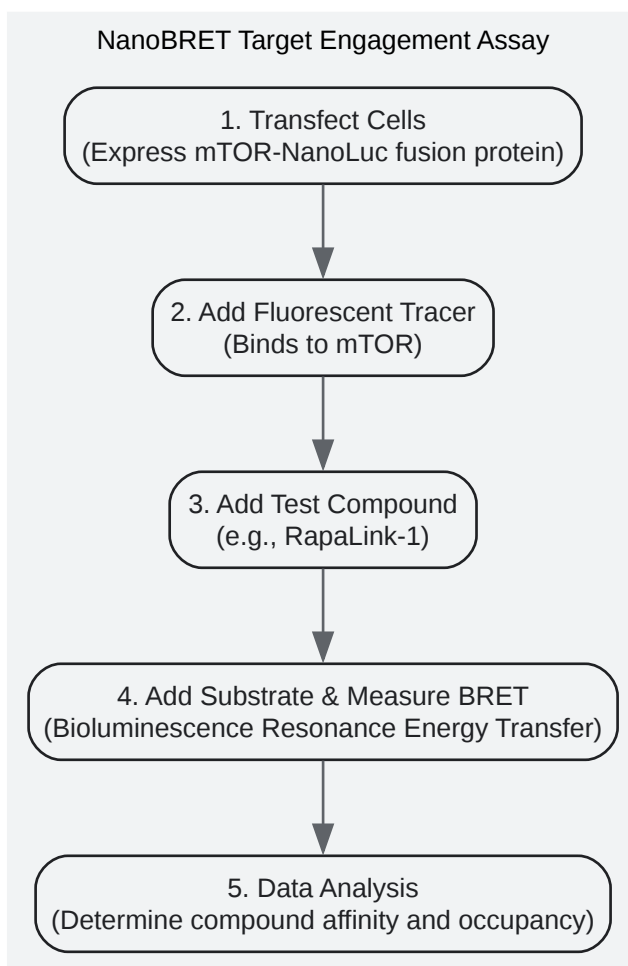 NanoBRET Target Engagement Assay
1. Transfect Cells
(Express mTOR-NanoLuc fusion protein)
2. Add Fluorescent Tracer
(Binds to mTOR)
3. Add Test Compound
(e.g., RapaLink-1)
4. Add Substrate & Measure BRET
(Bioluminescence Resonance Energy Transfer)
5. Data Analysis
(Determine compound affinity and occupancy)